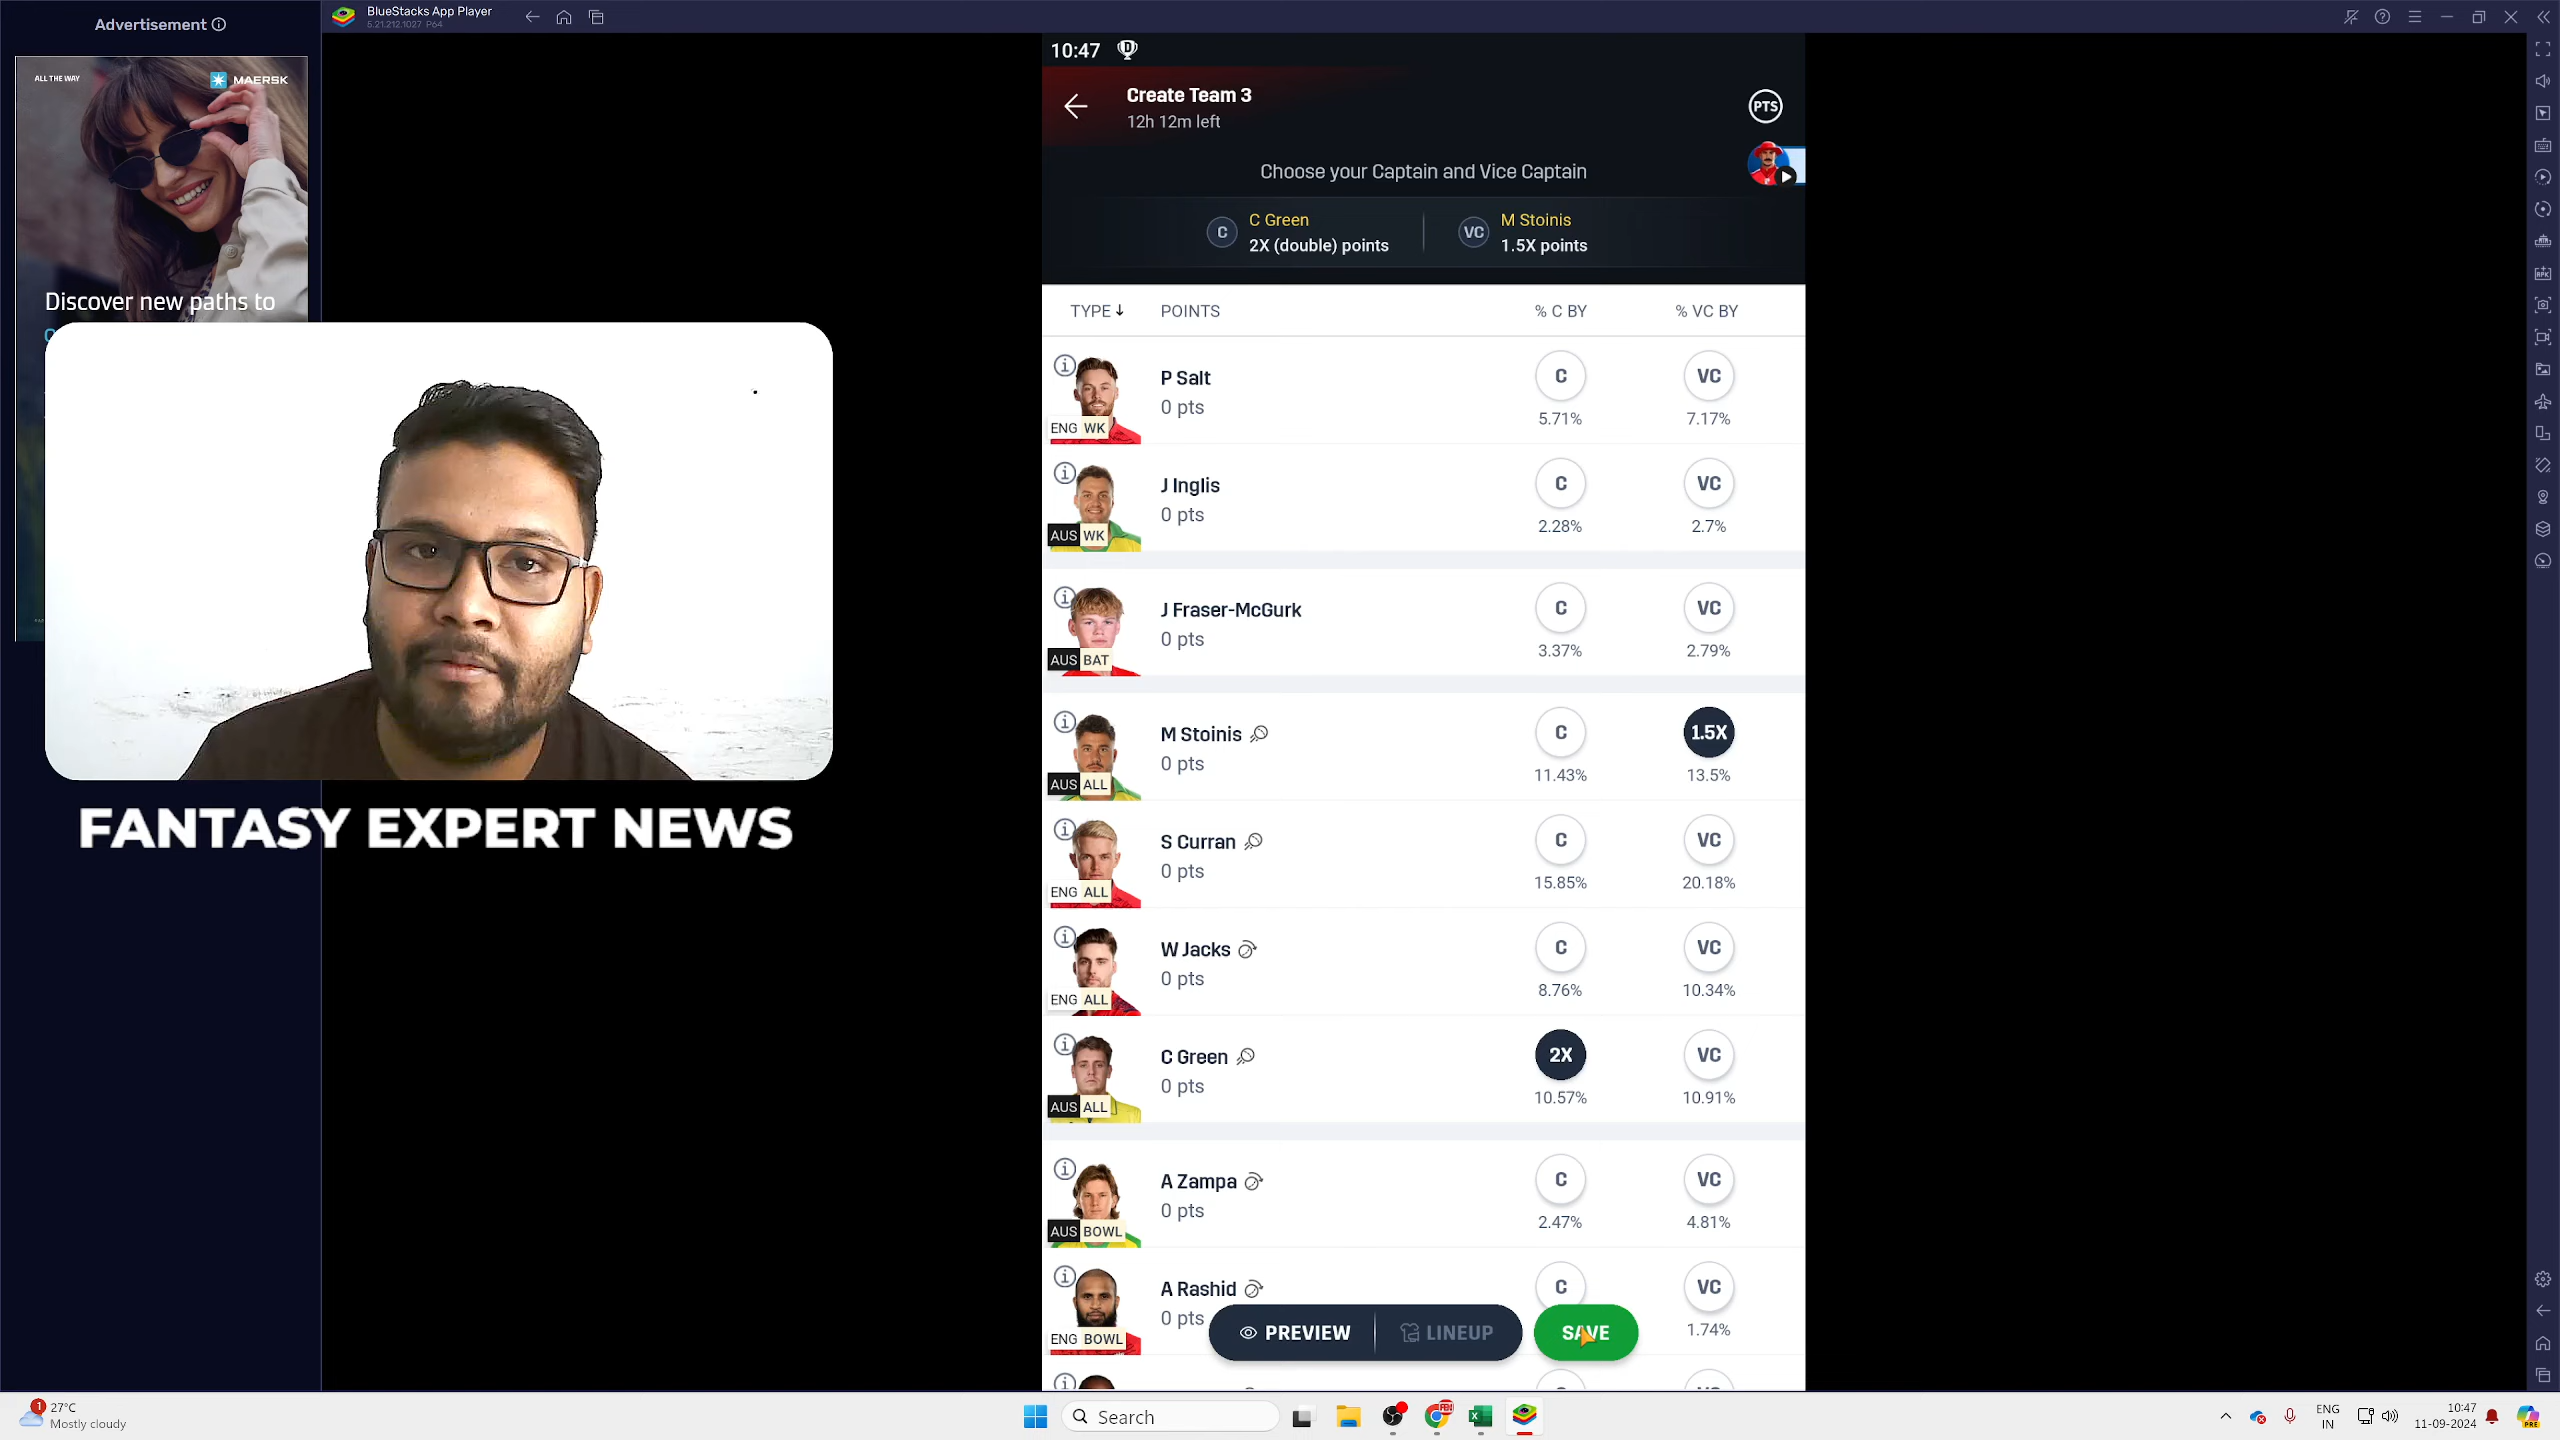 Advertisement
ALL THE WAY
MAERSK
Discover new paths to
FANTASY EXPERT NEWS
BlueStacks App Player
5.21.212.1027 P64
10:47
Create Team 3
12h 12m left
PTS
Choose your Captain and Vice Captain
C
C Green
2X (double) points
VC
M Stoinis
1.5X points
TYPE POINTS % C BY % VC BY
P Salt
0 pts
ENG WK
C
5.71%
VC
7.17%
J Inglis
0 pts
AUS WK
C
2.28%
VC
2.7%
J Fraser-McGurk
0 pts
AUS BAT
C
3.37%
VC
2.79%
M Stoinis
0 pts
AUS ALL
C
11.43%
1.5X
13.5%
S Curran
0 pts
ENG ALL
C
15.85%
VC
20.18%
W Jacks
0 pts
ENG ALL
C
8.76%
VC
10.34%
C Green
0 pts
AUS ALL
2X
10.57%
VC
10.91%
A Zampa
0 pts
AUS BOWL
C
2.47%
VC
4.81%
A Rashid
0 pts
ENG BOWL
C
VC
1.74%
PREVIEW
LINEUP
SAVE
1
27°C
Mostly cloudy
Search
ENG
IN
10:47
11-09-2024